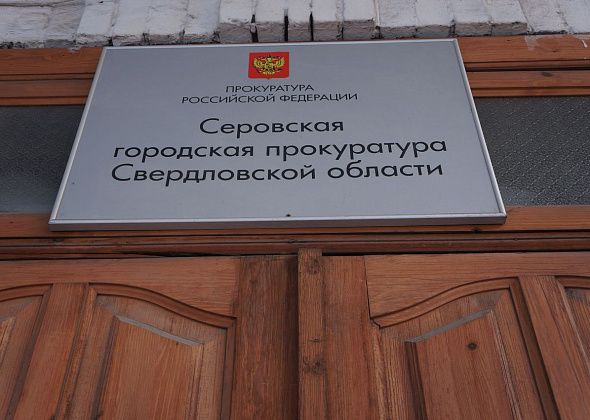 ПРОКУРАТУРА
РОССИЙСКОЙ ФЕДЕРАЦИИ
Серовская
городская прокуратура
Свердловской области